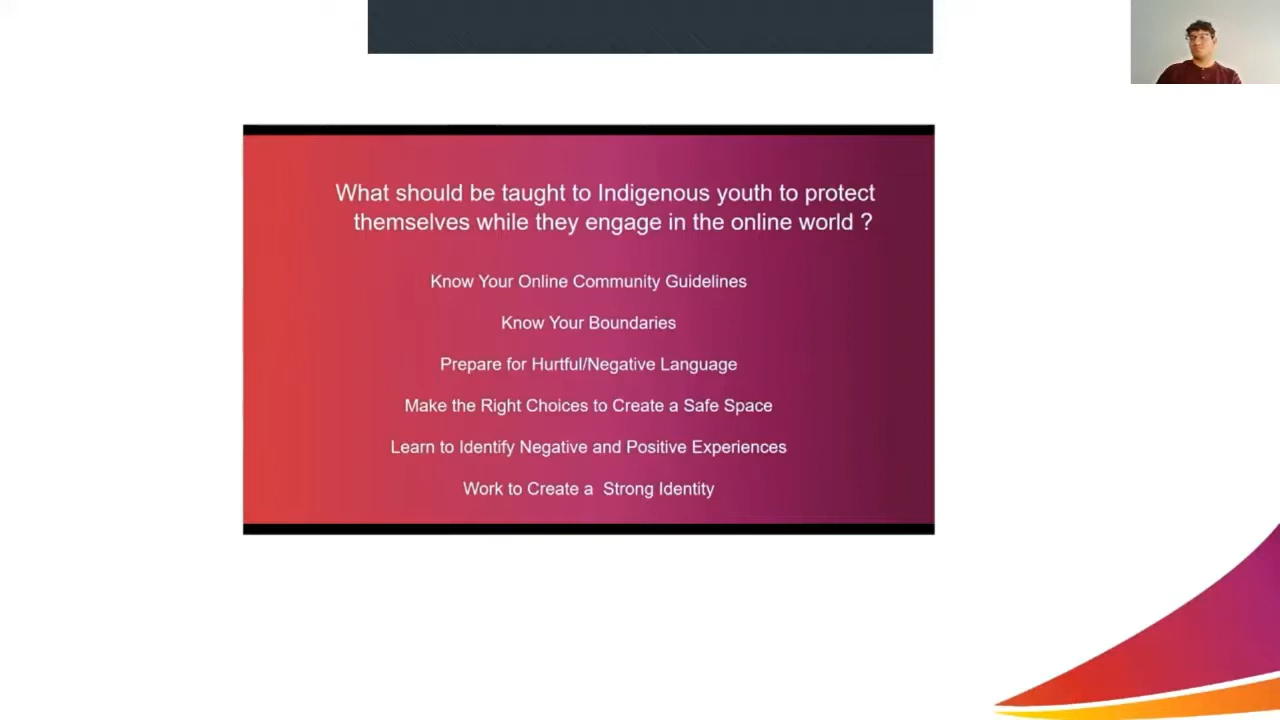 What should be taught to Indigenous youth to protect
themselves while they engage in the online world ?
Know Your Online Community Guidelines
Know Your Boundaries
Prepare for Hurtful/Negative Language
Make the Right Choices to Create a Safe Space
Learn to Identify Negative and Positive Experiences
Work to Create a  Strong Identity